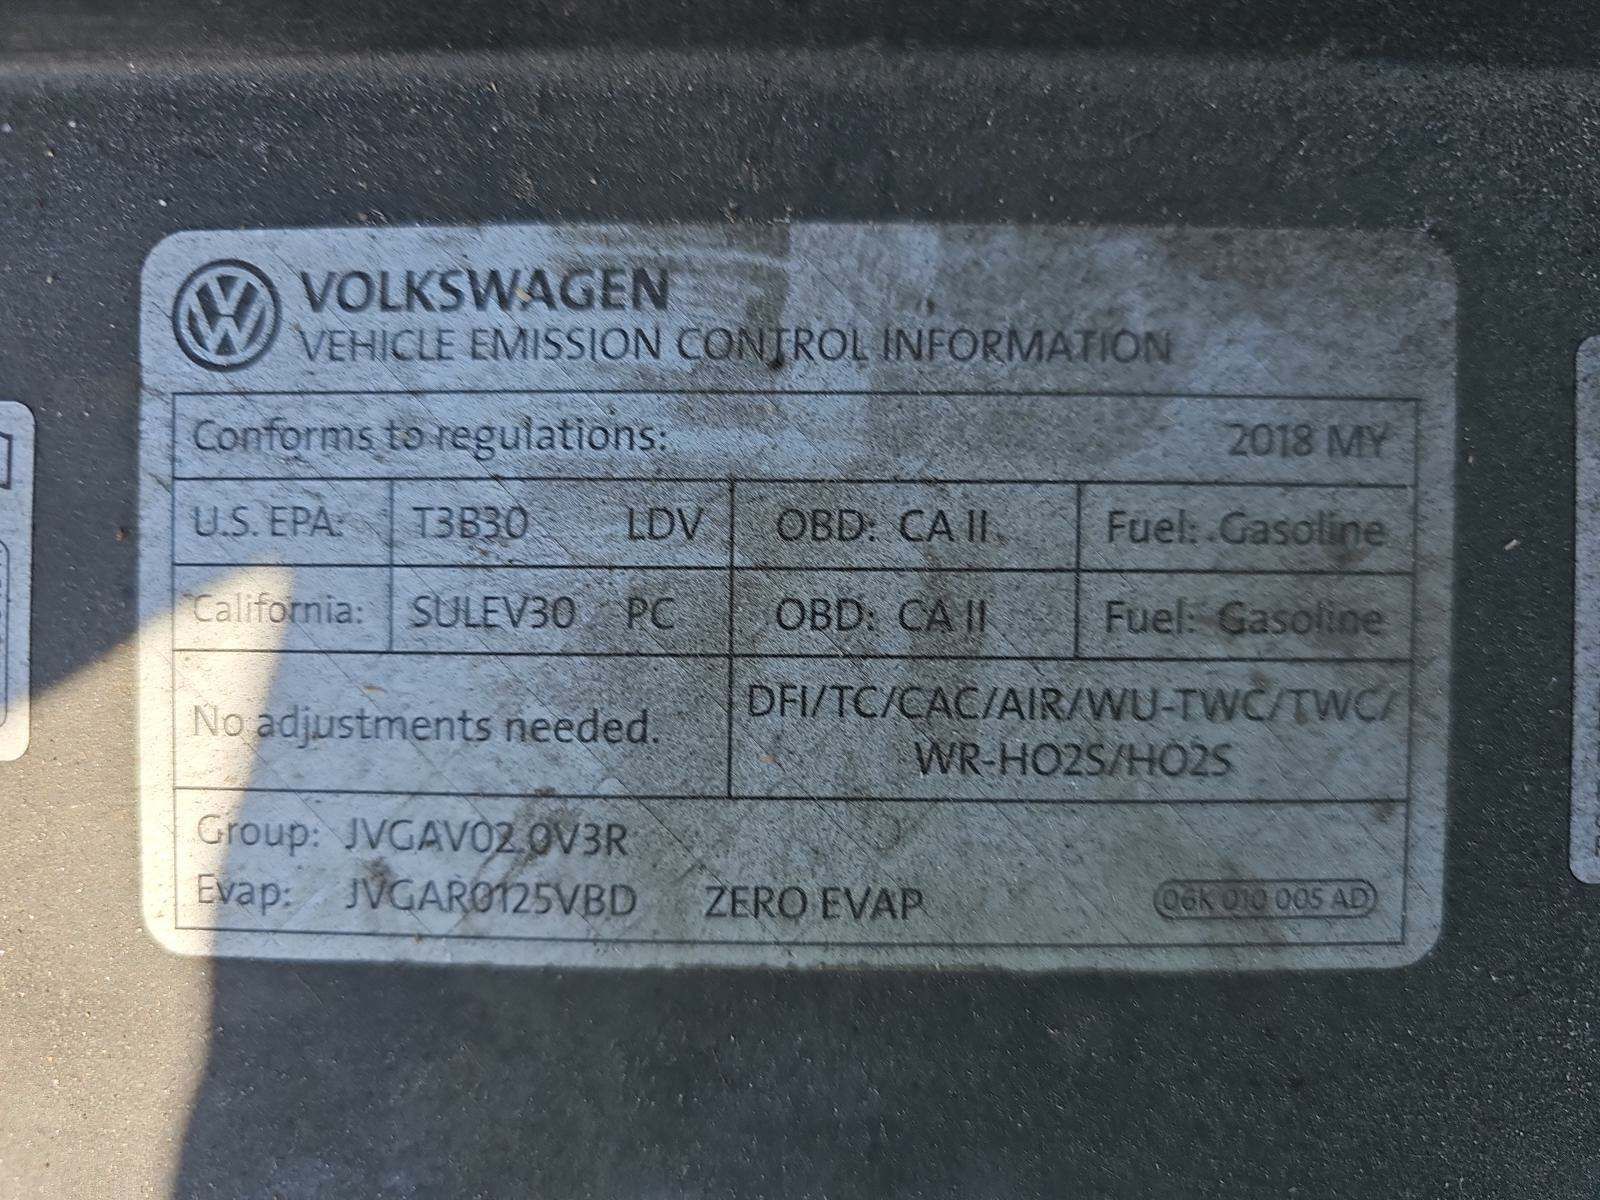 VOLKSWAGEN
VEHICLE EMISSION CONTROL INFORMATION
Conforms to regulations: 2018 MY
U.S. EPA: T3B30 LDV OBD: CA II Fuel: Gasoline
California: SULEV30 PC OBD: CA II Fuel: Gasoline
No adjustments needed. DFI/TC/CAC/AIR/WU-TWC/TWC/
WR-HO2S/HO2S
Group: JVGAV02.0V3R
Evap: JVGAR0125VBD ZERO EVAP 06K 010 005 AD